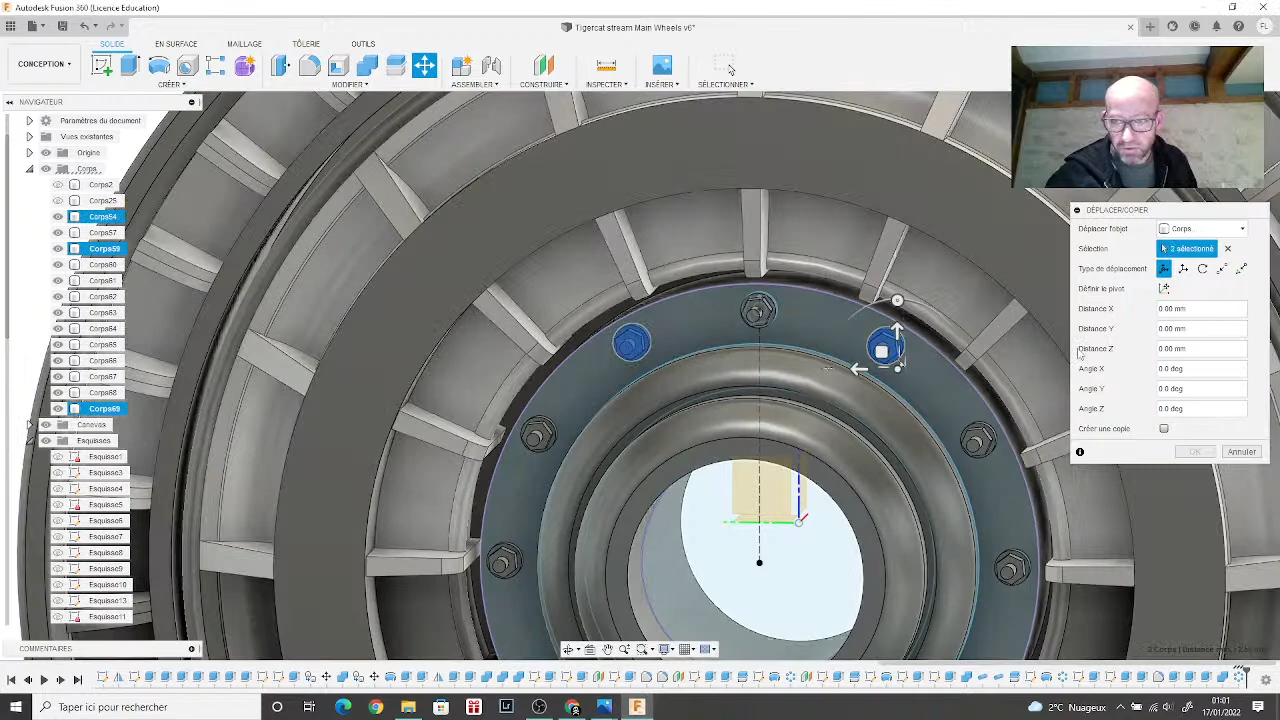 Autodesk Fusion 360 (Licence Education)
Tigercat stream Main Wheels v6*
FL
SOLIDE
EN SURFACE
MAILLAGE
TÔLERIE
OUTILS
CONCEPTION
CRÉER
MODIFIER
ASSEMBLER
CONSTRUIRE
INSPECTER
INSÉRER
SÉLECTIONNER
NAVIGATEUR
Paramètres du document
Vues existantes
Origine
Corps
Corps2
Corps25
Corps54
Corps57
Corps59
Corps60
Corps61
Corps62
Corps63
Corps64
Corps65
Corps66
Corps67
Corps68
Corps69
Canevas
Esquisses
Esquisse1
Esquisse3
Esquisse4
Esquisse5
Esquisse6
Esquisse7
Esquisse8
Esquisse9
Esquisse10
Esquisse13
Esquisse11
DÉPLACER/COPIER
Déplacer l'objet
Corps...
Sélection
2 sélectionné
Type de déplacement
Définir le pivot
Distance X
0.00 mm
Distance Y
0.00 mm
Distance Z
0.00 mm
Angle X
0.0 deg
Angle Y
0.0 deg
Angle Z
0.0 deg
Créer une copie
OK
Annuler
COMMENTAIRES
Taper ici pour rechercher
2°C Nuageux
01:01
17/01/2022